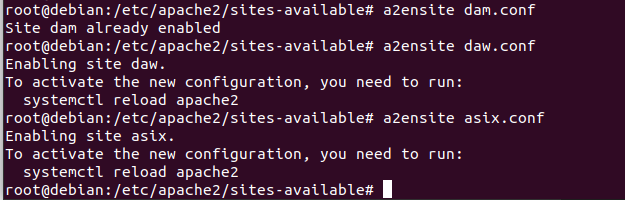 root@debian:/etc/apache2/sites-available# a2ensite dam.conf
Site dam already enabled
root@debian:/etc/apache2/sites-available# a2ensite daw.conf
Enabling site daw.
To activate the new configuration, you need to run:
  systemctl reload apache2
root@debian:/etc/apache2/sites-available# a2ensite asix.conf
Enabling site asix.
To activate the new configuration, you need to run:
  systemctl reload apache2
root@debian:/etc/apache2/sites-available#